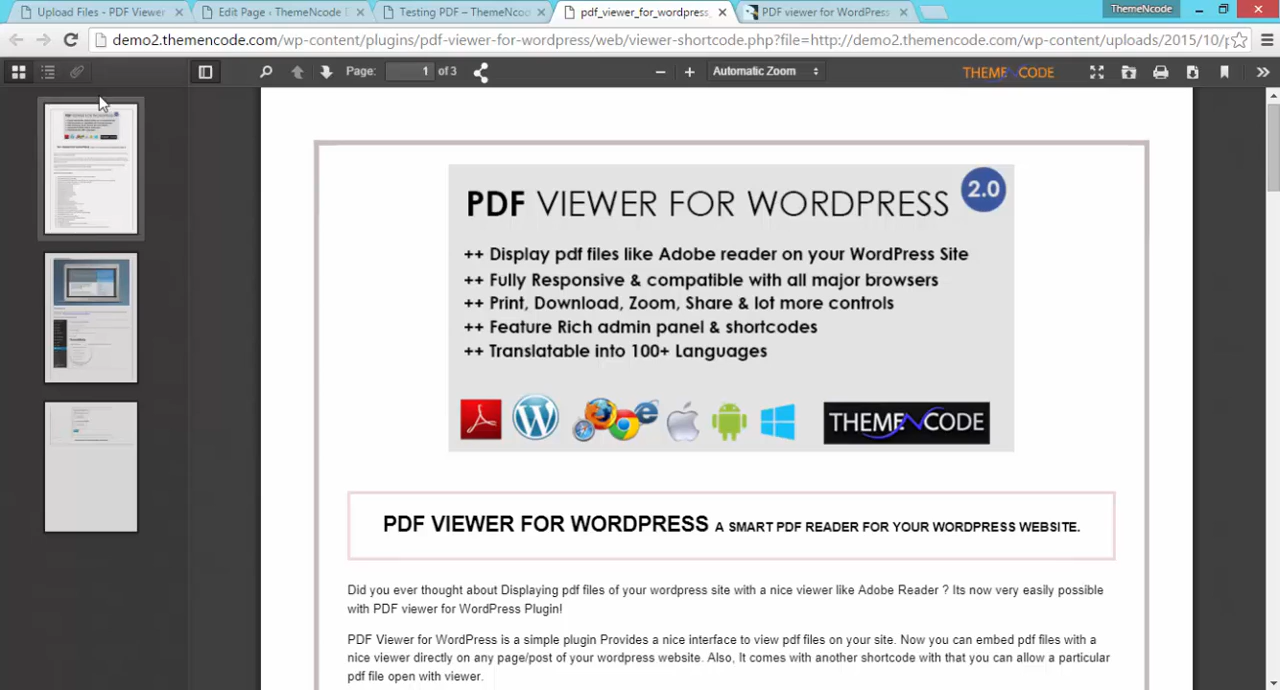 Upload Files - PDF Viewer
Edit Page ‹ ThemeNcode
Testing PDF – ThemeNcod
pdf_viewer_for_wordpress_
PDF viewer for WordPress
ThemeNcode
demo2.themencode.com/wp-content/plugins/pdf-viewer-for-wordpress/web/viewer-shortcode.php?file=http://demo2.themencode.com/wp-content/uploads/2015/10/p
Page: 1 of 3
Automatic Zoom
THEMENCODE
PDF VIEWER FOR WORDPRESS 2.0
++ Display pdf files like Adobe reader on your WordPress Site
++ Fully Responsive & compatible with all major browsers
++ Print, Download, Zoom, Share & lot more controls
++ Feature Rich admin panel & shortcodes
++ Translatable into 100+ Languages
THEMENCODE
PDF VIEWER FOR WORDPRESS A SMART PDF READER FOR YOUR WORDPRESS WEBSITE.
Did you ever thought about Displaying pdf files of your wordpress site with a nice viewer like Adobe Reader ? Its now very easily possible
with PDF viewer for WordPress Plugin!
PDF Viewer for WordPress is a simple plugin Provides a nice interface to view pdf files on your site. Now you can embed pdf files with a
nice viewer directly on any page/post of your wordpress website. Also, It comes with another shortcode with that you can allow a particular
pdf file open with viewer.